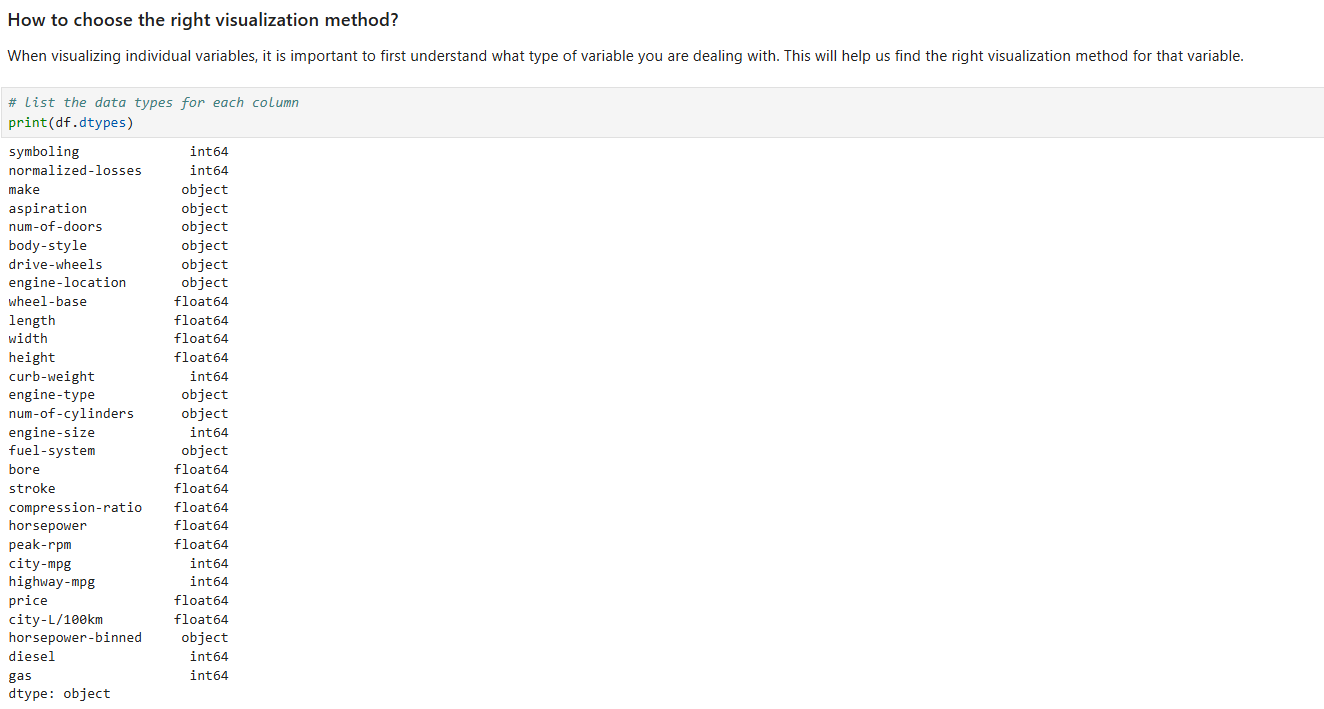 How to choose the right visualization method?
When visualizing individual variables, it is important to first understand what type of variable you are dealing with. This will help us find the right visualization method for that variable.
# list the data types for each column
print(df.dtypes)
symboling              int64
normalized-losses      int64
make                  object
aspiration            object
num-of-doors          object
body-style            object
drive-wheels          object
engine-location       object
wheel-base           float64
length               float64
width                float64
height               float64
curb-weight            int64
engine-type           object
num-of-cylinders      object
engine-size            int64
fuel-system           object
bore                 float64
stroke               float64
compression-ratio    float64
horsepower           float64
peak-rpm             float64
city-mpg               int64
highway-mpg            int64
price                float64
city-L/100km         float64
horsepower-binned     object
diesel                 int64
gas                    int64
dtype: object